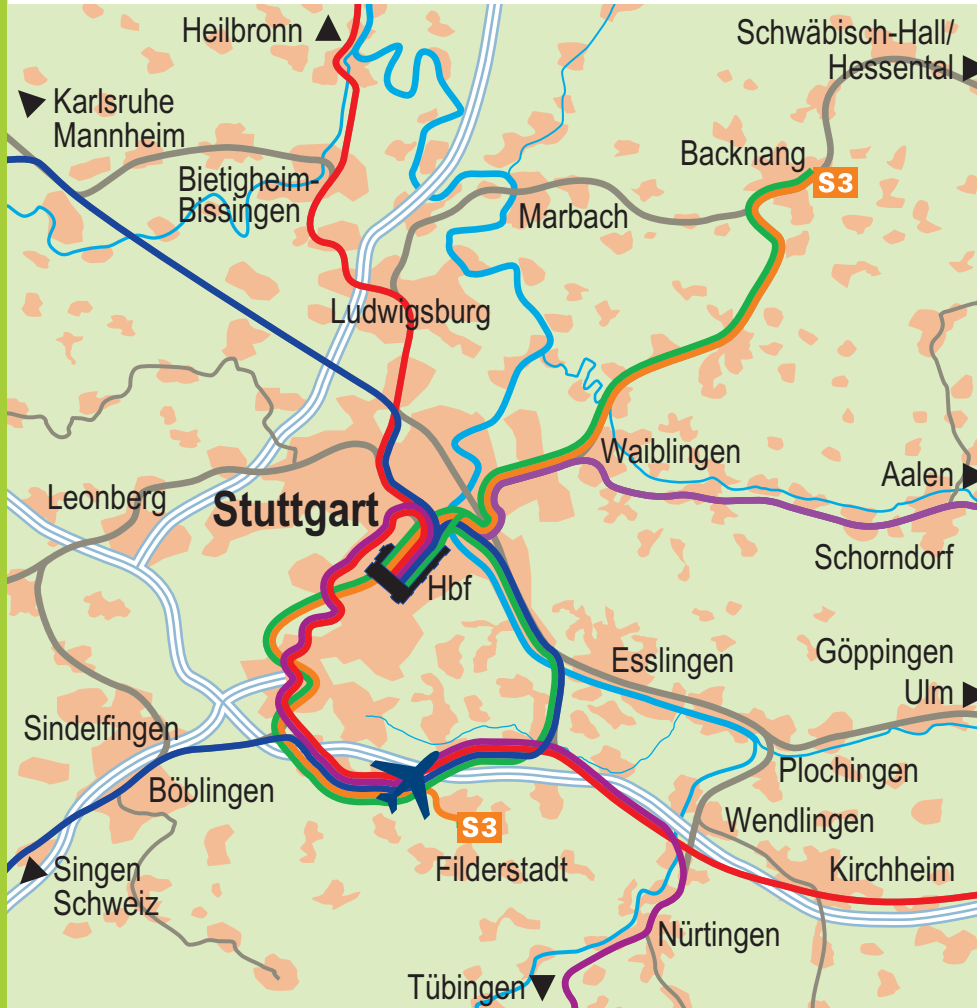 Heilbronn
Schwäbisch-Hall/
Hessental
Karlsruhe
Mannheim
Backnang
S3
Bietigheim-
Bissingen
Marbach
Ludwigsburg
Waiblingen
Aalen
Leonberg
Stuttgart
Schorndorf
Hbf
Esslingen
Göppingen
Ulm
Sindelfingen
Plochingen
Böblingen
Wendlingen
S3
Filderstadt
Kirchheim
Singen
Schweiz
Nürtingen
Tübingen